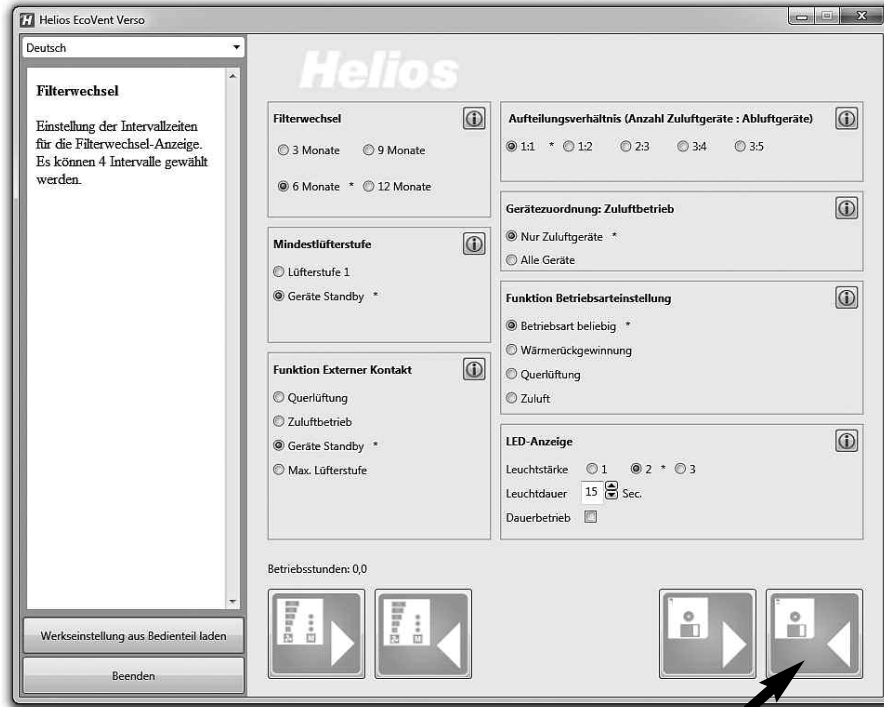 Helios EcoVent Verso
Deutsch
Filterwechsel
Einstellung der Intervallzeiten
für die Filterwechsel-Anzeige.
Es können 4 Intervalle gewählt
werden.
Werkseinstellung aus Bedienteil laden
Beenden
Helios
Filterwechsel
3 Monate 9 Monate
6 Monate * 12 Monate
Mindestlüfterstufe
Lüfterstufe 1
Geräte Standby *
Funktion Externer Kontakt
Querlüftung
Zuluftbetrieb
Geräte Standby *
Max. Lüfterstufe
Aufteilungsverhältnis (Anzahl Zuluftgeräte : Abluftgeräte)
1:1 * 1:2 2:3 3:4 3:5
Gerätezuordnung: Zuluftbetrieb
Nur Zuluftgeräte *
Alle Geräte
Funktion Betriebsarteinstellung
Betriebsart beliebig *
Wärmerückgewinnung
Querlüftung
Zuluft
LED-Anzeige
Leuchtstärke 1 2 * 3
Leuchtdauer 15 Sec.
Dauerbetrieb
Betriebsstunden: 0,0
M
M